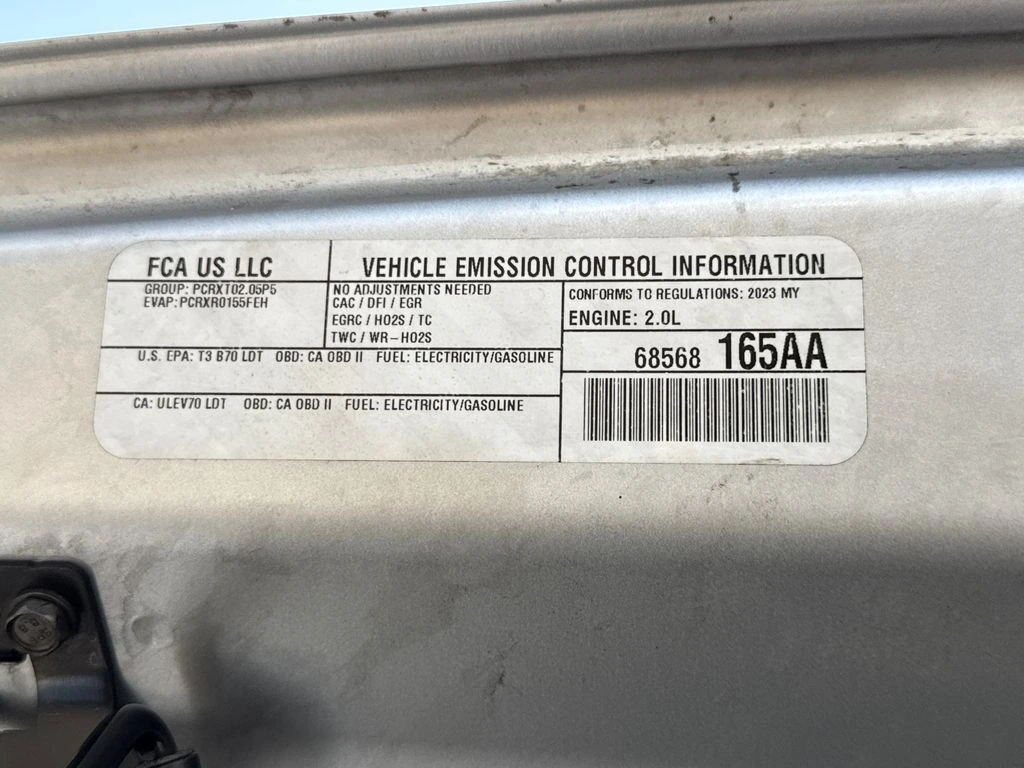 FCA US LLC
VEHICLE EMISSION CONTROL INFORMATION
GROUP: PCRXT02.05P5
EVAP: PCRXR0155FEH
NO ADJUSTMENTS NEEDED
CAC / DFI / EGR
EGRC / HO2S / TC
TWC / WR-HO2S
CONFORMS TO REGULATIONS: 2023 MY
ENGINE: 2.0L
U.S. EPA: T3 B70 LDT OBD: CA OBD II FUEL: ELECTRICITY/GASOLINE
68568 165AA
CA: ULEV70 LDT OBD: CA OBD II FUEL: ELECTRICITY/GASOLINE